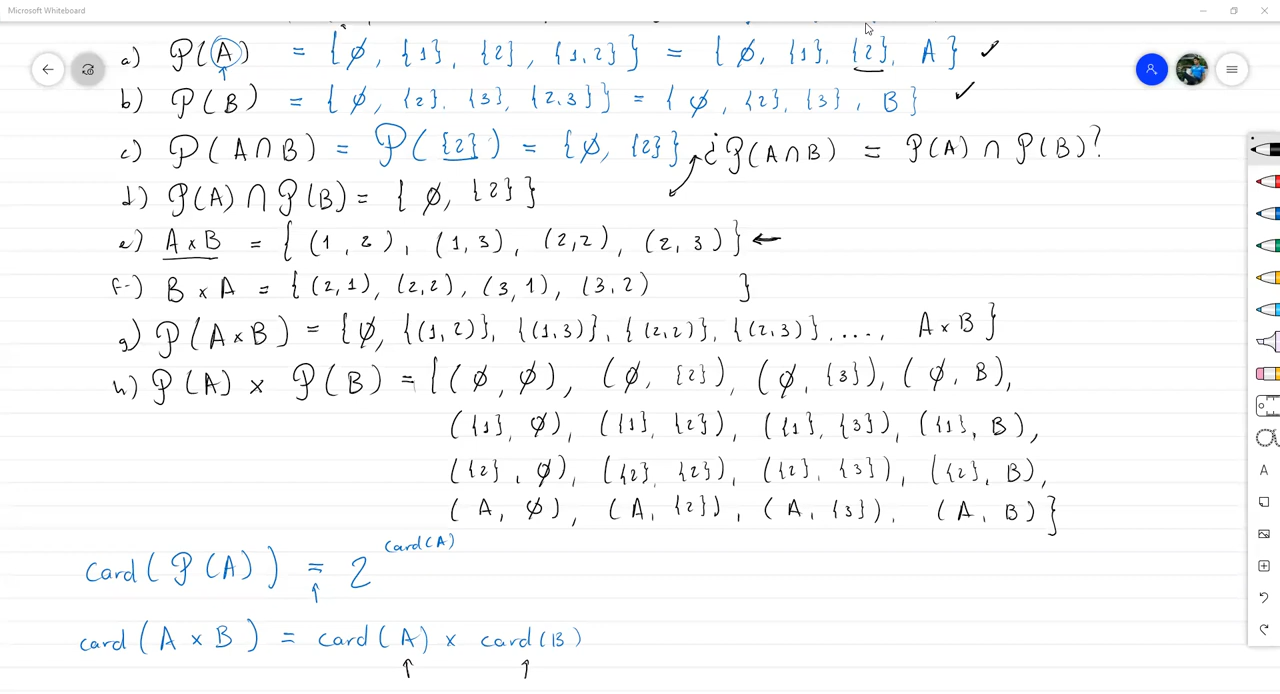 Microsoft Whiteboard
a) P(A) = {∅, {1}, {2}, {1,2}} = {∅, {1}, {2}, A} ✓
b) P(B) = {∅, {2}, {3}, {2,3}} = {∅, {2}, {3}, B} ✓
c) P(A∩B) = P({2}) = {∅, {2}} ¿P(A∩B) = P(A) ∩ P(B)?
d) P(A) ∩ P(B) = {∅, {2}}
e) A×B = {(1,2), (1,3), (2,2), (2,3)} ←
f) B×A = {(2,1), (2,2), (3,1), (3,2) }
g) P(A×B) = {∅, {(1,2)}, {(1,3)}, {(2,2)}, {(2,3)}, ...., A×B}
h) P(A) × P(B) = {(∅, ∅), (∅, {2}), (∅, {3}), (∅, B),
({1}, ∅), ({1}, {2}), ({1}, {3}), ({1}, B),
({2}, ∅), ({2}, {2}), ({2}, {3}), ({2}, B),
(A, ∅), (A, {2}), (A, {3}), (A, B)}
card(P(A)) = 2^card(A)
card(A×B) = card(A) × card(B)